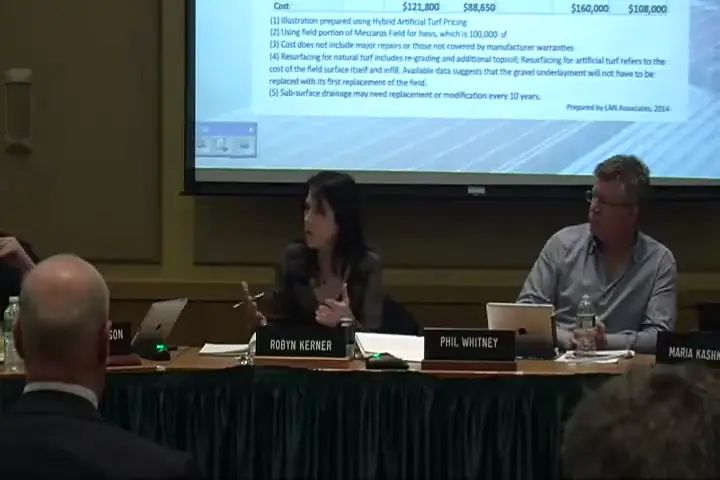 Cost $121,800 $88,650 $160,000 $108,000
(1) Illustration prepared using Hybrid Artificial Turf Pricing
(2) Using field portion of Meszaros Field for basis, which is 100,000 sf
(3) Cost does not include major repairs or those not covered by manufacturer warranties
(4) Resurfacing for natural turf includes re-grading and additional topsoil; Resurfacing for artificial turf refers to the
cost of the field surface itself and infill. Available data suggests that the gravel underlayment will not have to be
replaced with its first replacement of the field.
(5) Sub-surface drainage may need replacement or modification every 10 years.
Prepared by LAN Associates, 2014
SON
ROBYN KERNER
PHIL WHITNEY
MARIA KASHK